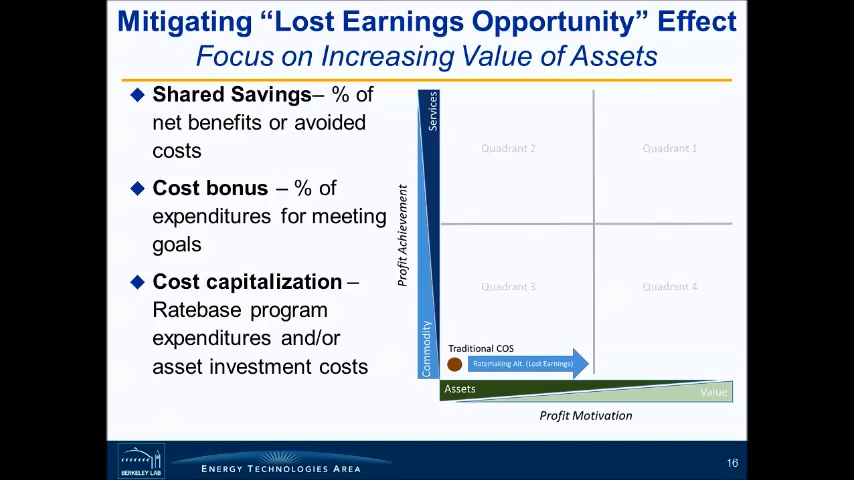 Mitigating “Lost Earnings Opportunity” Effect
Focus on Increasing Value of Assets
Shared Savings– % of
net benefits or avoided
costs
Cost bonus – % of
expenditures for meeting
goals
Cost capitalization –
Ratebase program
expenditures and/or
asset investment costs
Profit Achievement
Services
Commodity
Quadrant 2
Quadrant 1
Quadrant 3
Quadrant 4
Traditional COS
Ratemaking Alt. (Lost Earnings)
Assets
Value
Profit Motivation
BERKELEY LAB
ENERGY TECHNOLOGIES AREA
16